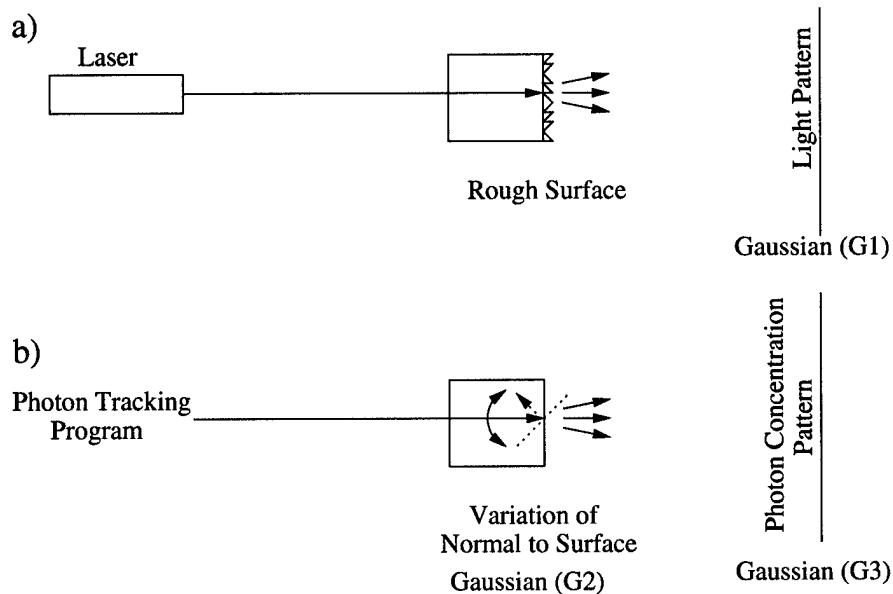 a)
Laser
Rough Surface
Light Pattern
Gaussian (G1)
b)
Photon Tracking
Program
Variation of
Normal to Surface
Gaussian (G2)
Photon Concentration
Pattern
Gaussian (G3)